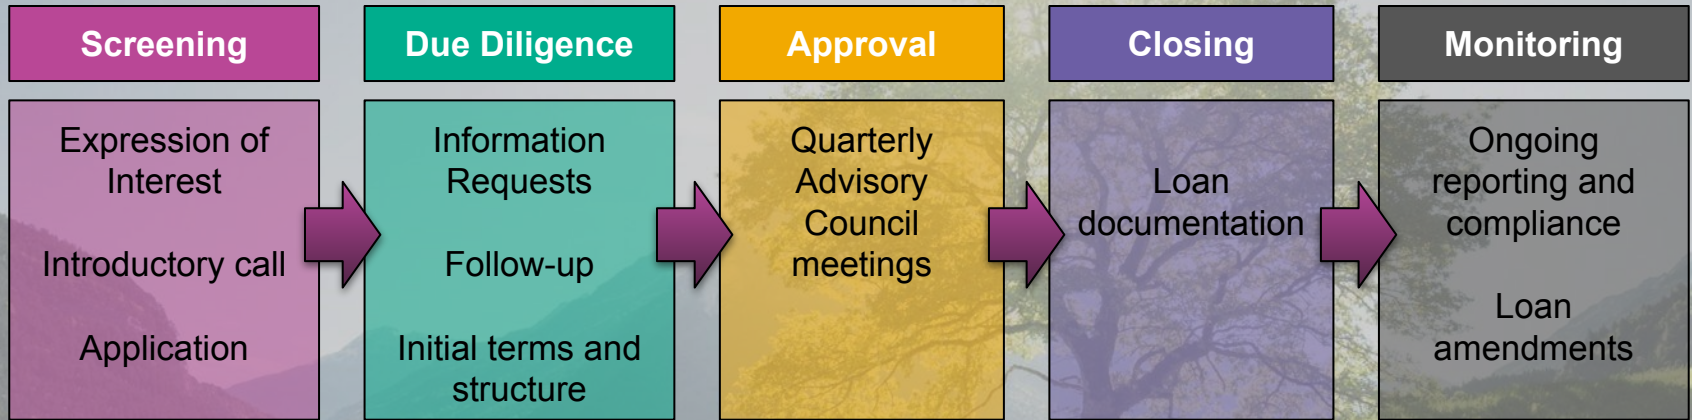 Screening
Expression of
Interest
Introductory call
Application
Due Diligence
Information
Requests
Follow-up
Initial terms and
structure
Approval
Quarterly
Advisory
Council
meetings
Closing
Loan
documentation
Monitoring
Ongoing
reporting and
compliance
Loan
amendments